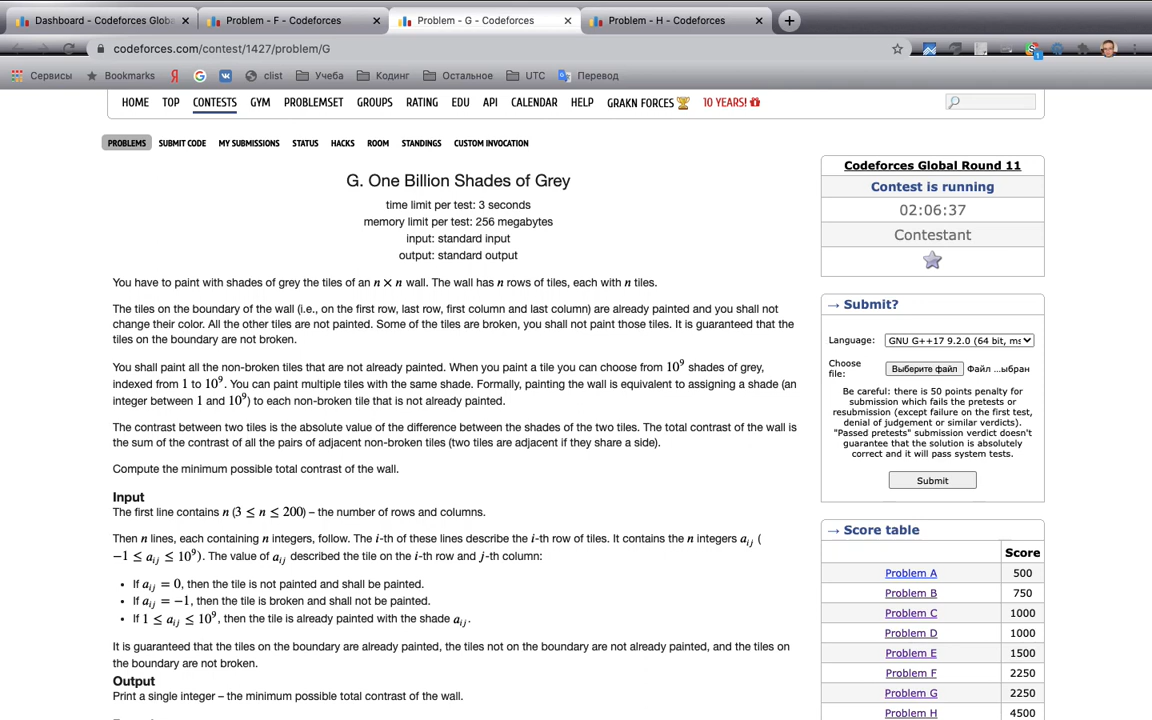 Dashboard - Codeforces Globa
Problem - F - Codeforces
Problem - G - Codeforces
Problem - H - Codeforces
codeforces.com/contest/1427/problem/G
1
Сервисы
Bookmarks
clist
Учеба
Кодинг
Остальное
UTC
Перевод
HOME TOP CONTESTS GYM PROBLEMSET GROUPS RATING EDU API CALENDAR HELP GRAKN FORCES 10 YEARS!
PROBLEMS SUBMIT CODE MY SUBMISSIONS STATUS HACKS ROOM STANDINGS CUSTOM INVOCATION
G. One Billion Shades of Grey
time limit per test: 3 seconds
memory limit per test: 256 megabytes
input: standard input
output: standard output
You have to paint with shades of grey the tiles of an n × n wall. The wall has n rows of tiles, each with n tiles.
The tiles on the boundary of the wall (i.e., on the first row, last row, first column and last column) are already painted and you shall not
change their color. All the other tiles are not painted. Some of the tiles are broken, you shall not paint those tiles. It is guaranteed that the
tiles on the boundary are not broken.
You shall paint all the non-broken tiles that are not already painted. When you paint a tile you can choose from 10⁹ shades of grey,
indexed from 1 to 10⁹. You can paint multiple tiles with the same shade. Formally, painting the wall is equivalent to assigning a shade (an
integer between 1 and 10⁹) to each non-broken tile that is not already painted.
The contrast between two tiles is the absolute value of the difference between the shades of the two tiles. The total contrast of the wall is
the sum of the contrast of all the pairs of adjacent non-broken tiles (two tiles are adjacent if they share a side).
Compute the minimum possible total contrast of the wall.
Input
The first line contains n (3 ≤ n ≤ 200) – the number of rows and columns.
Then n lines, each containing n integers, follow. The i-th of these lines describe the i-th row of tiles. It contains the n integers aᵢⱼ (
−1 ≤ aᵢⱼ ≤ 10⁹). The value of aᵢⱼ described the tile on the i-th row and j-th column:
• If aᵢⱼ = 0, then the tile is not painted and shall be painted.
• If aᵢⱼ = −1, then the tile is broken and shall not be painted.
• If 1 ≤ aᵢⱼ ≤ 10⁹, then the tile is already painted with the shade aᵢⱼ.
It is guaranteed that the tiles on the boundary are already painted, the tiles not on the boundary are not already painted, and the tiles on
the boundary are not broken.
Output
Print a single integer – the minimum possible total contrast of the wall.
Codeforces Global Round 11
Contest is running
02:06:37
Contestant
→ Submit?
Language: GNU G++17 9.2.0 (64 bit, ms
Choose
file:
Выберите файл Файл ...ыбран
Be careful: there is 50 points penalty for
submission which fails the pretests or
resubmission (except failure on the first test,
denial of judgement or similar verdicts).
"Passed pretests" submission verdict doesn't
guarantee that the solution is absolutely
correct and it will pass system tests.
Submit
→ Score table
Score
Problem A 500
Problem B 750
Problem C 1000
Problem D 1000
Problem E 1500
Problem F 2250
Problem G 2250
Problem H 4500